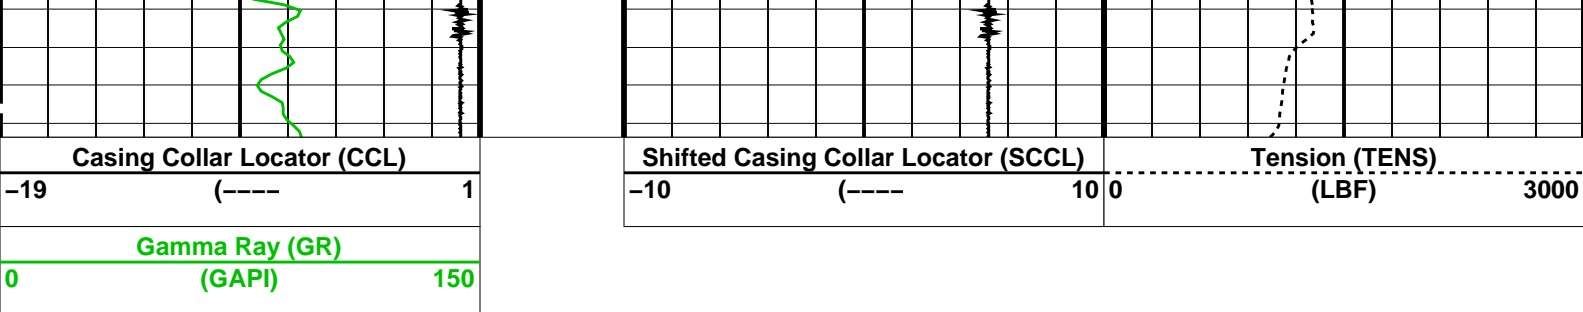 Casing Collar Locator (CCL)
–19 (–––– 1
Gamma Ray (GR)
0 (GAPI) 150
Shifted Casing Collar Locator (SCCL)
–10 (–––– 10
Tension (TENS)
0 (LBF) 3000